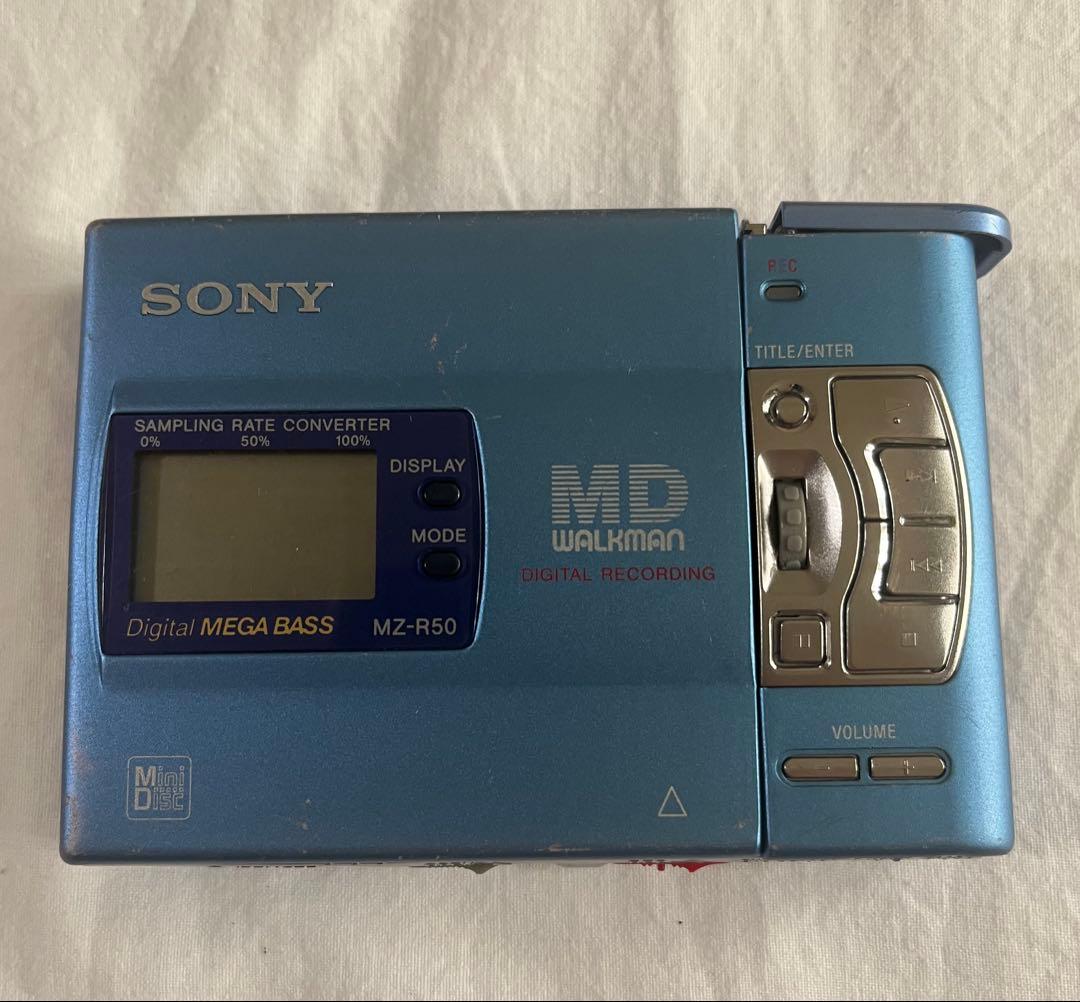 SONY
REC
TITLE/ENTER
SAMPLING RATE CONVERTER
0% 50% 100%
DISPLAY
MODE
Digital MEGA BASS MZ-R50
MD
WALKMAN
DIGITAL RECORDING
VOLUME
- +
Mini
Disc